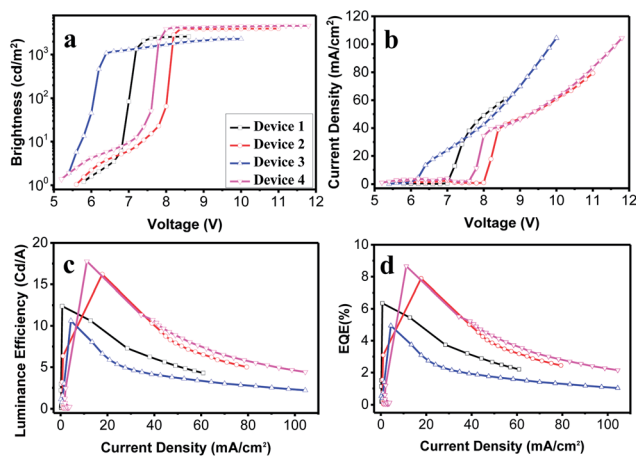 a
Brightness (cd/m²)
10³
10²
10¹
10⁰
5 6 7 8 9 10 11 12
Voltage (V)
Device 1
Device 2
Device 3
Device 4
b
Current Density (mA/cm²)
120
100
80
60
40
20
0
5 6 7 8 9 10 11 12
Voltage (V)
c
Luminance Efficiency (Cd/A)
20
15
10
5
0
0 20 40 60 80 100
Current Density (mA/cm²)
d
EQE(%)
10
8
6
4
2
0
0 20 40 60 80 100
Current Density (mA/cm²)